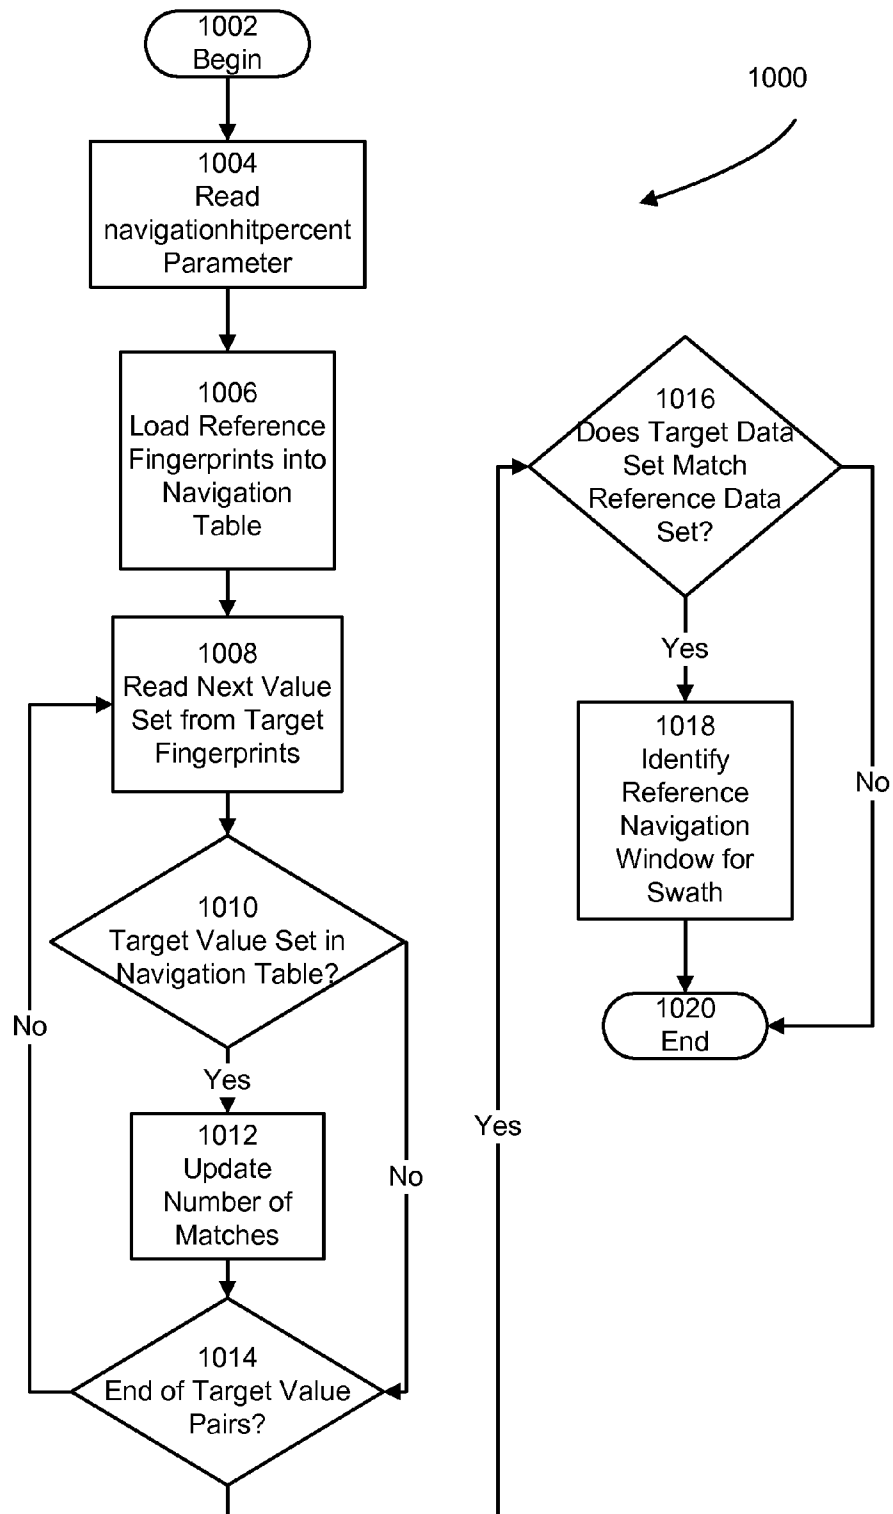 1002
Begin
1000
1004
Read
navigationhitpercent
Parameter
1006
Load Reference
Fingerprints into
Navigation
Table
1008
Read Next Value
Set from Target
Fingerprints
1010
Target Value Set in
Navigation Table?
No
Yes
No
1012
Update
Number of
Matches
1014
End of Target Value
Pairs?
Yes
1016
Does Target Data
Set Match
Reference Data
Set?
Yes
No
1018
Identify
Reference
Navigation
Window for
Swath
1020
End